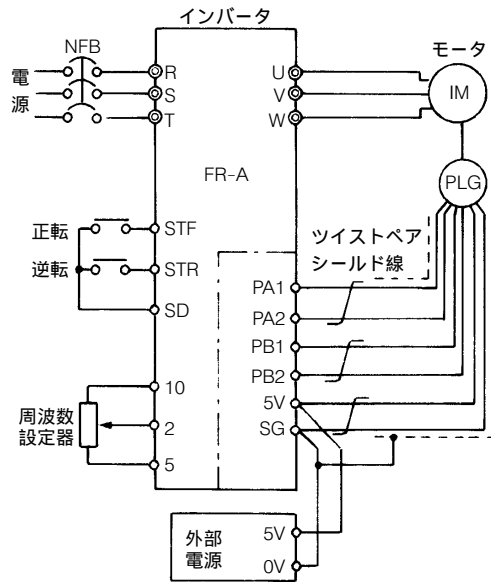 インバータ
NFB
電
源
R
S
T
U
V
W
モータ
IM
FR-A
PLG
正転
STF
逆転
STR
SD
ツイストペア
シールド線
PA1
PA2
PB1
PB2
5V
SG
10
周波数
設定器
2
5
外部
電源
5V
0V